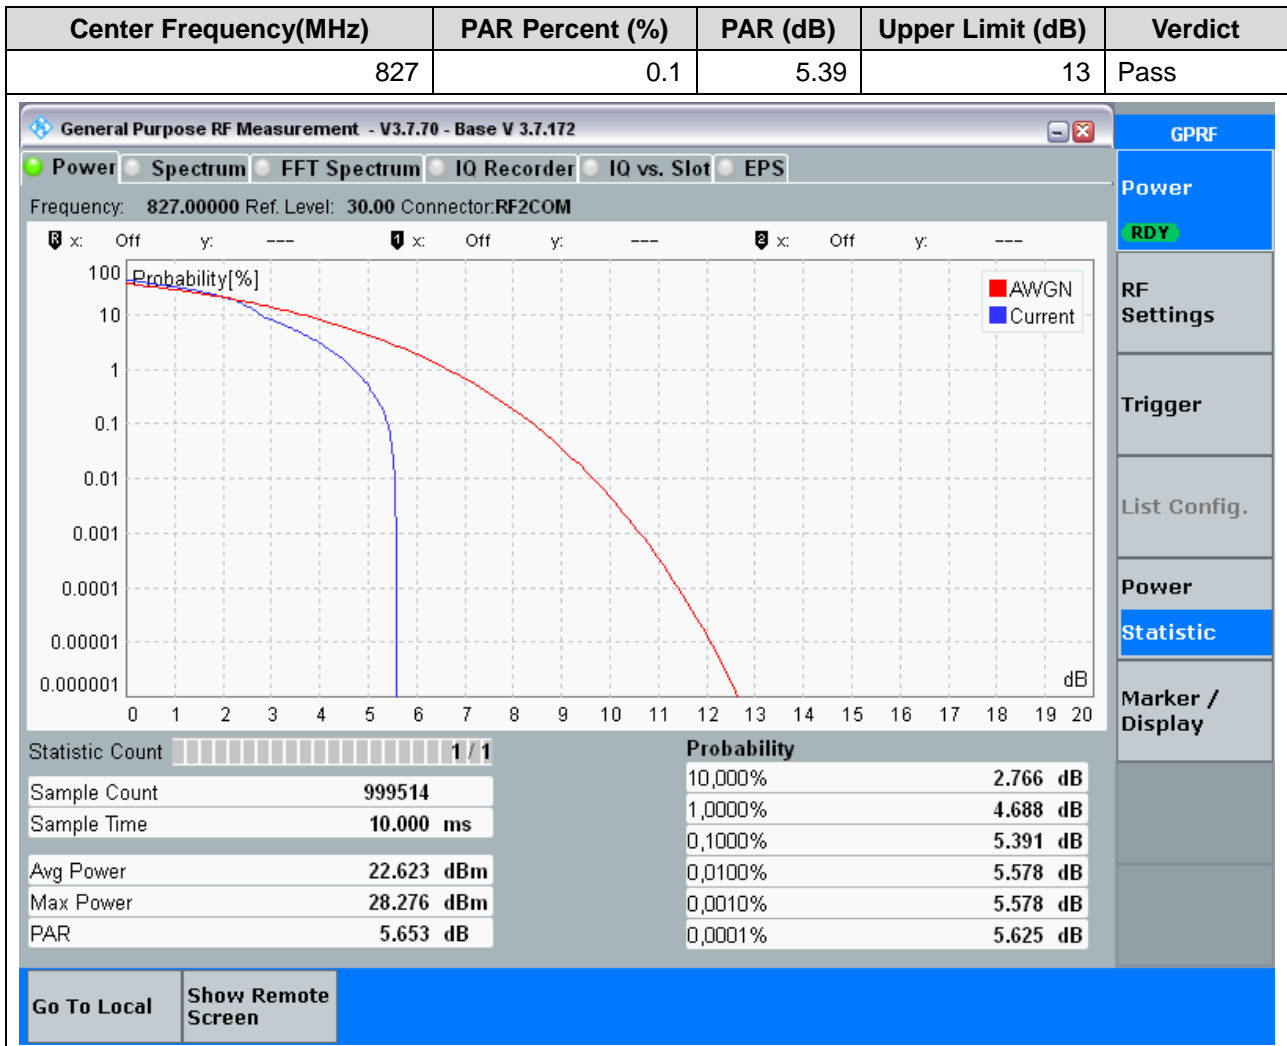 Center Frequency(MHz) PAR Percent (%) PAR (dB) Upper Limit (dB) Verdict
827 0.1 5.39 13 Pass
General Purpose RF Measurement - V3.7.70 - Base V 3.7.172
GPRF
Power Spectrum FFT Spectrum IQ Recorder IQ vs. Slot EPS
Frequency: 827.00000 Ref. Level: 30.00 Connector:RF2COM
R x: Off y: --- 1 x: Off y: --- 2 x: Off y: ---
Probability[%]
AWGN
Current
100
10
1
0.1
0.01
0.001
0.0001
0.00001
0.000001
dB
0 1 2 3 4 5 6 7 8 9 10 11 12 13 14 15 16 17 18 19 20
Statistic Count 1 / 1
Sample Count 999514
Sample Time 10.000 ms
Avg Power 22.623 dBm
Max Power 28.276 dBm
PAR 5.653 dB
Probability
10,000% 2.766 dB
1,0000% 4.688 dB
0,1000% 5.391 dB
0,0100% 5.578 dB
0,0010% 5.578 dB
0,0001% 5.625 dB
Power
RDY
RF
Settings
Trigger
List Config.
Power
Statistic
Marker /
Display
Go To Local
Show Remote
Screen